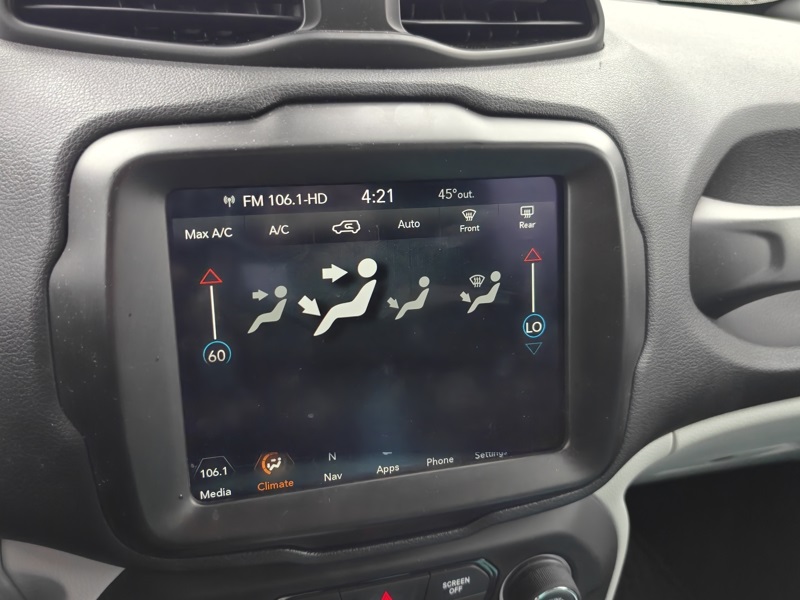 FM 106.1-HD 4:21 45°out.
Max A/C A/C Auto Front Rear
60 LO
106.1 N
Media Climate Nav Apps Phone Settings
SCREEN
OFF